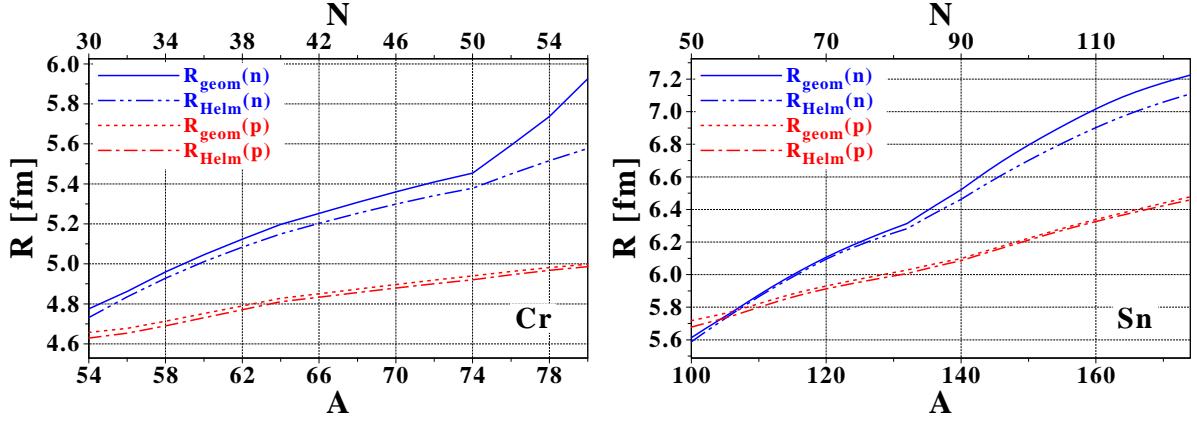 N
30 34 38 42 46 50 54
6.0
5.8
5.6
5.4
5.2
5.0
4.8
4.6
R [fm]
R_geom(n)
R_Helm(n)
R_geom(p)
R_Helm(p)
Cr
54 58 62 66 70 74 78
A
N
50 70 90 110
7.2
7.0
6.8
6.6
6.4
6.2
6.0
5.8
5.6
R [fm]
R_geom(n)
R_Helm(n)
R_geom(p)
R_Helm(p)
Sn
100 120 140 160
A